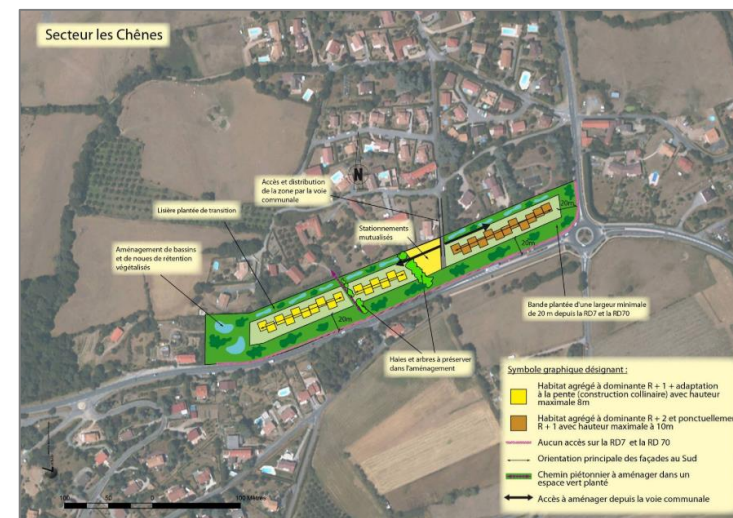 Secteur les Chênes
N
Accès et distribution
de la zone par la voie
communale
Lisière plantée de transition
Stationnements
mutualisés
Aménagement de bassins
et de noues de rétention
végétalisés
20m
20m
20m
Bande plantée d'une largeur minimale
de 20 m depuis la RD7 et la RD70
Haies et arbres à préserver
dans l'aménagement
Symbole graphique désignant :
Habitat agrégé à dominante R + 1 + adaptation
à la pente (construction collinaire) avec hauteur
maximale 8m
Habitat agrégé à dominante R + 2 et ponctuelleme
R + 1 avec hauteur maximale à 10m
Aucun accès sur la RD7 et la RD 70
Orientation principale des façades au Sud
Chemin piétonnier à aménager dans un
espace vert planté
Accès à aménager depuis la voie communale
100 50 0 100 Mètres